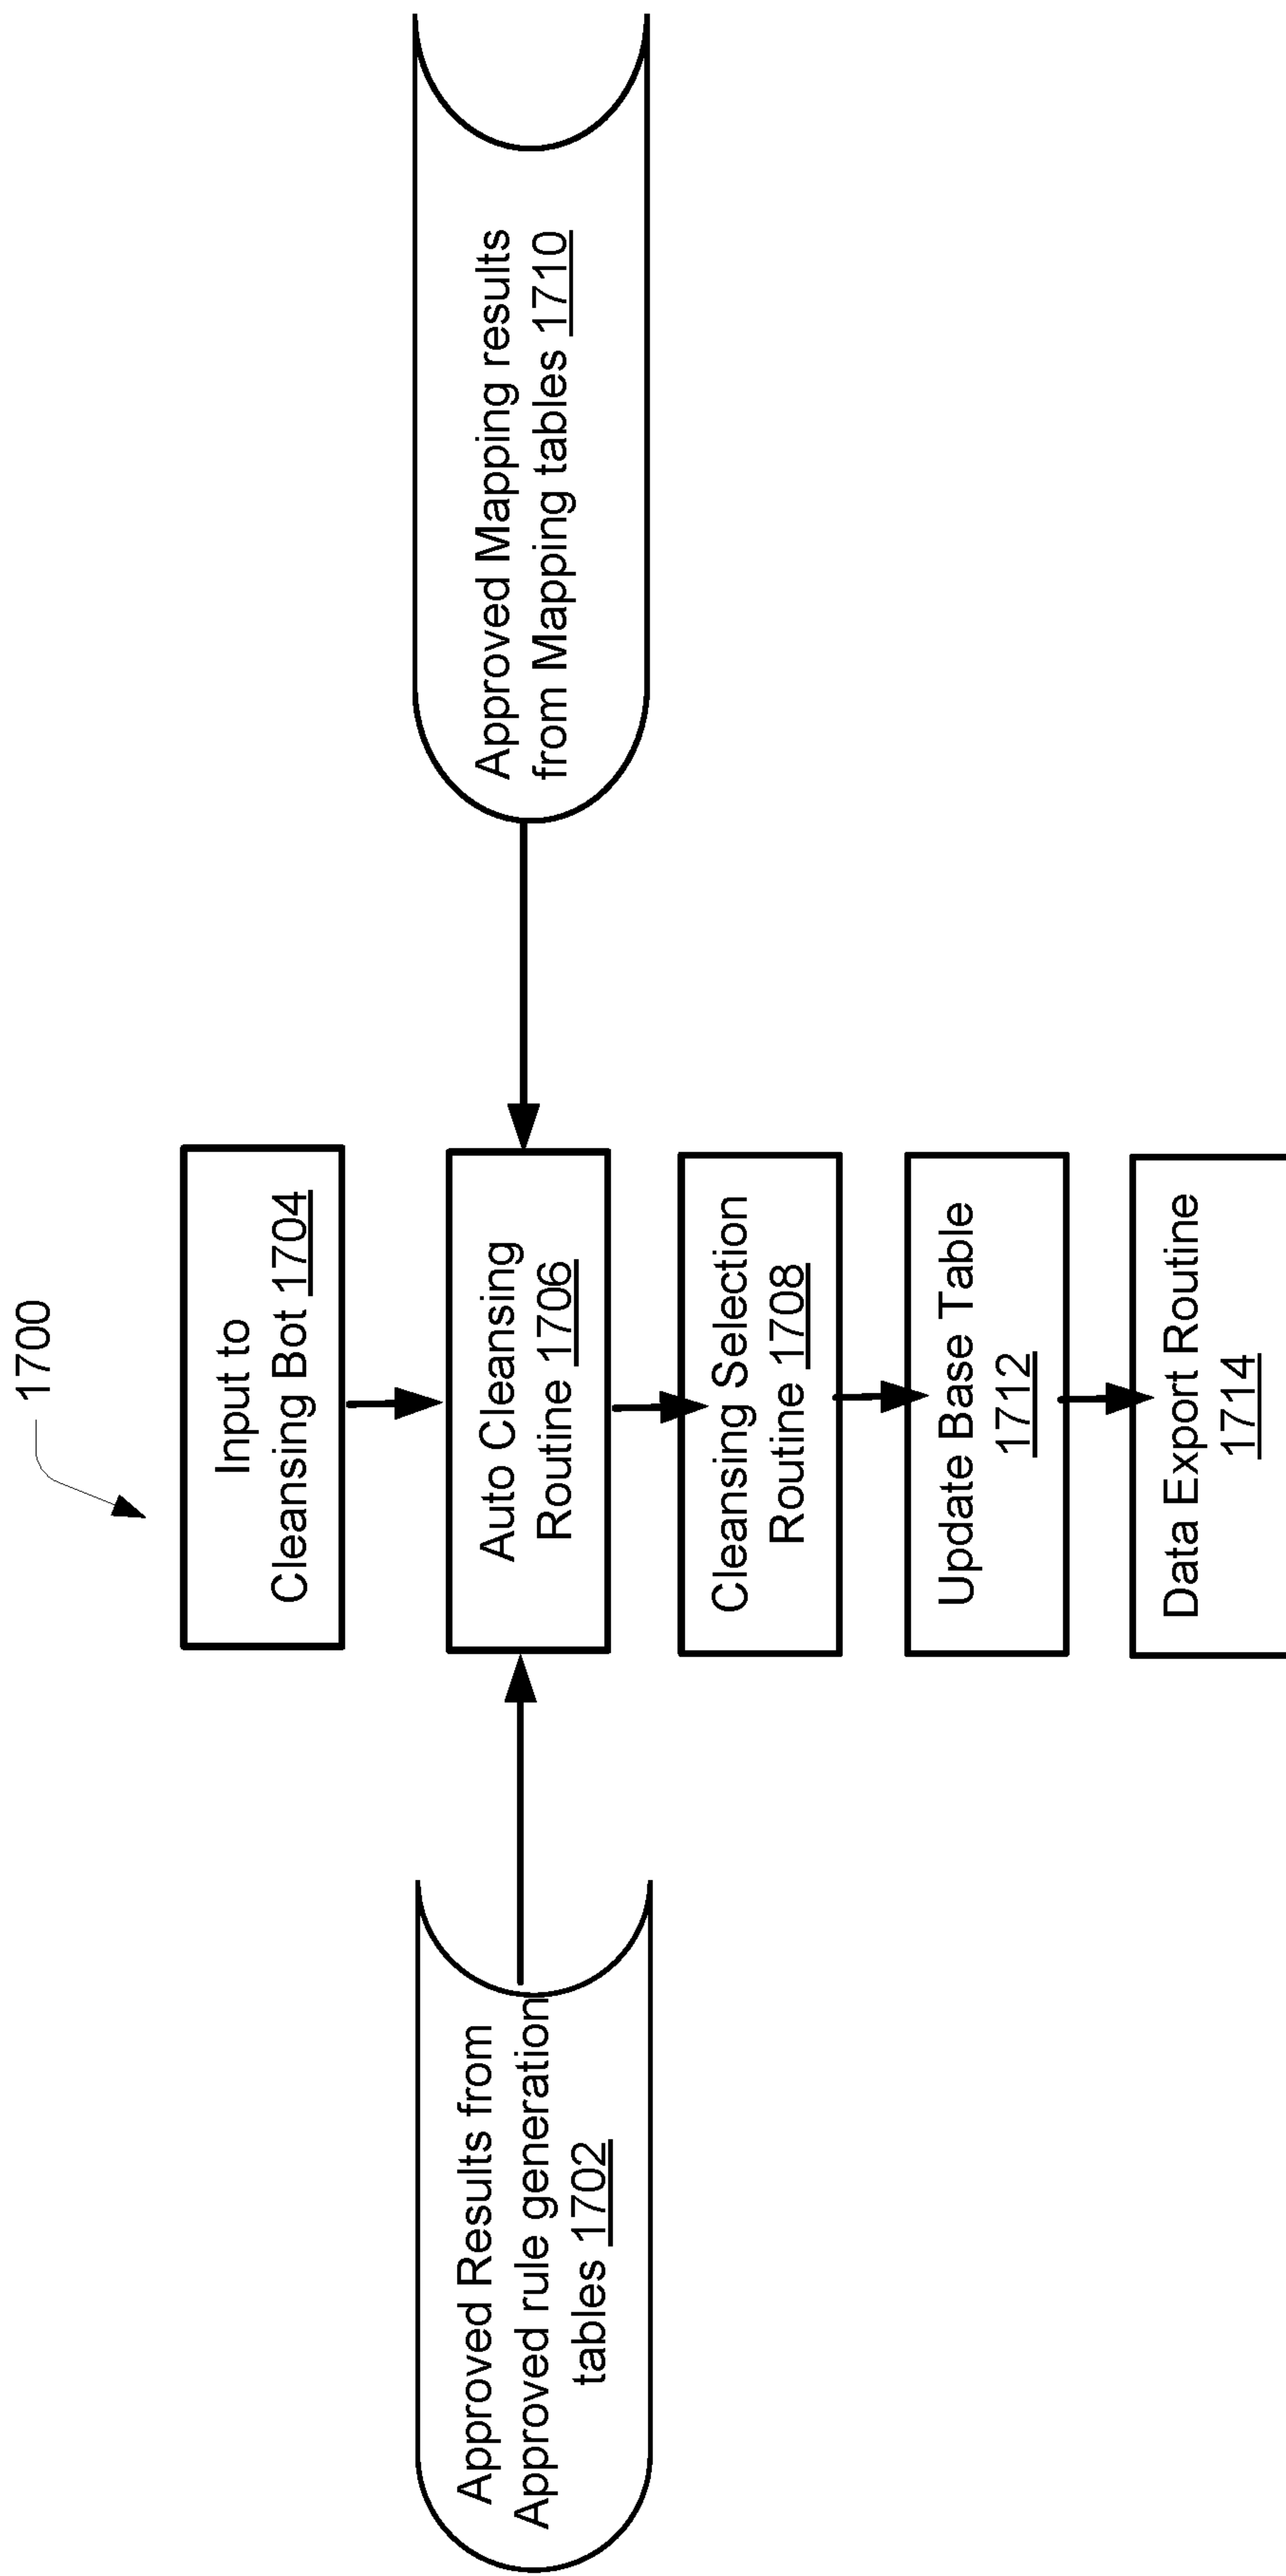 1700
Input to
Cleansing Bot 1704
Approved Results from
Approved rule generation
tables 1702
Auto Cleansing
Routine 1706
Approved Mapping results
from Mapping tables 1710
Cleansing Selection
Routine 1708
Update Base Table
1712
Data Export Routine
1714